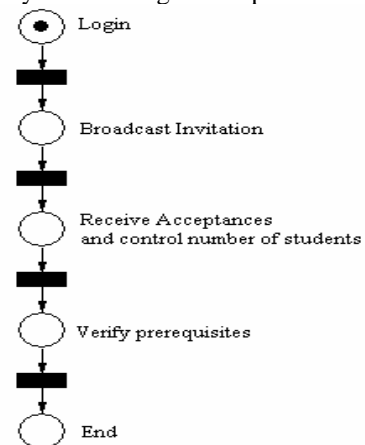 Login
Broadcast Invitation
Receive Acceptances
and control number of students
Verify prerequisites
End